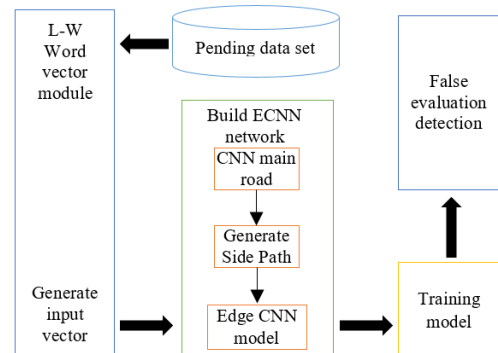 L-W
Word
vector
module
Generate
input
vector
Pending data set
Build ECNN
network
CNN main
road
Generate
Side Path
Edge CNN
model
False
evaluation
detection
Training
model